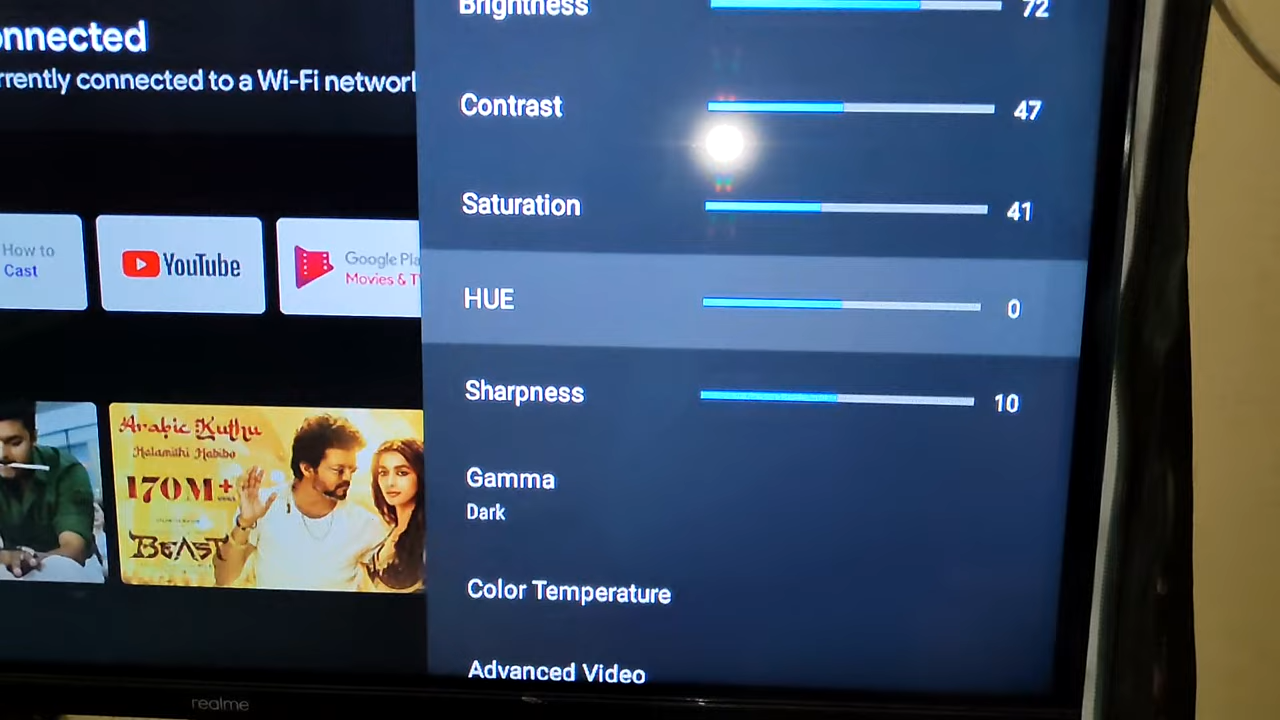 onnected
rrently connected to a Wi-Fi network
How to
Cast
YouTube
Google Pla
Movies & T
Arabic Kuthu
Halamithi Habibo
170M+
BEAST
Brightness 72
Contrast 47
Saturation 41
HUE 0
Sharpness 10
Gamma
Dark
Color Temperature
Advanced Video
realme